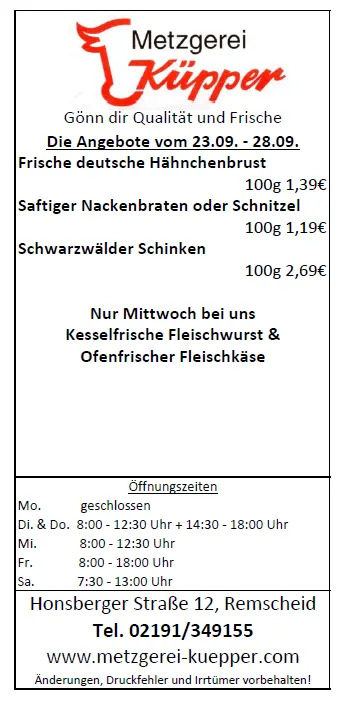 Metzgerei
Küpper
Gönn dir Qualität und Frische
Die Angebote vom 23.09. - 28.09.
Frische deutsche Hähnchenbrust
100g 1,39€
Saftiger Nackenbraten oder Schnitzel
100g 1,19€
Schwarzwälder Schinken
100g 2,69€
Nur Mittwoch bei uns
Kesselfrische Fleischwurst &
Ofenfrischer Fleischkäse
Öffnungszeiten
Mo. geschlossen
Di. & Do. 8:00 - 12:30 Uhr + 14:30 - 18:00 Uhr
Mi. 8:00 - 12:30 Uhr
Fr. 8:00 - 18:00 Uhr
Sa. 7:30 - 13:00 Uhr
Honsberger Straße 12, Remscheid
Tel. 02191/349155
www.metzgerei-kuepper.com
Änderungen, Druckfehler und Irrtümer vorbehalten!